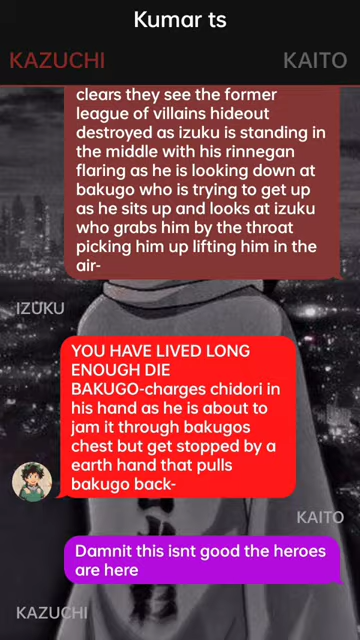 Kumar ts
KAZUCHI
KAITO
clears they see the former
league of villains hideout
destroyed as izuku is standing in
the middle with his rinnegan
flaring as he is looking down at
bakugo who is trying to get up
as he sits up and looks at izuku
who grabs him by the throat
picking him up lifting him in the
air-
IZUKU
YOU HAVE LIVED LONG
ENOUGH DIE
BAKUGO-charges chidori in
his hand as he is about to
jam it through bakugos
chest but get stopped by a
earth hand that pulls
bakugo back-
KAITO
Damnit this isnt good the heroes
are here
KAZUCHI